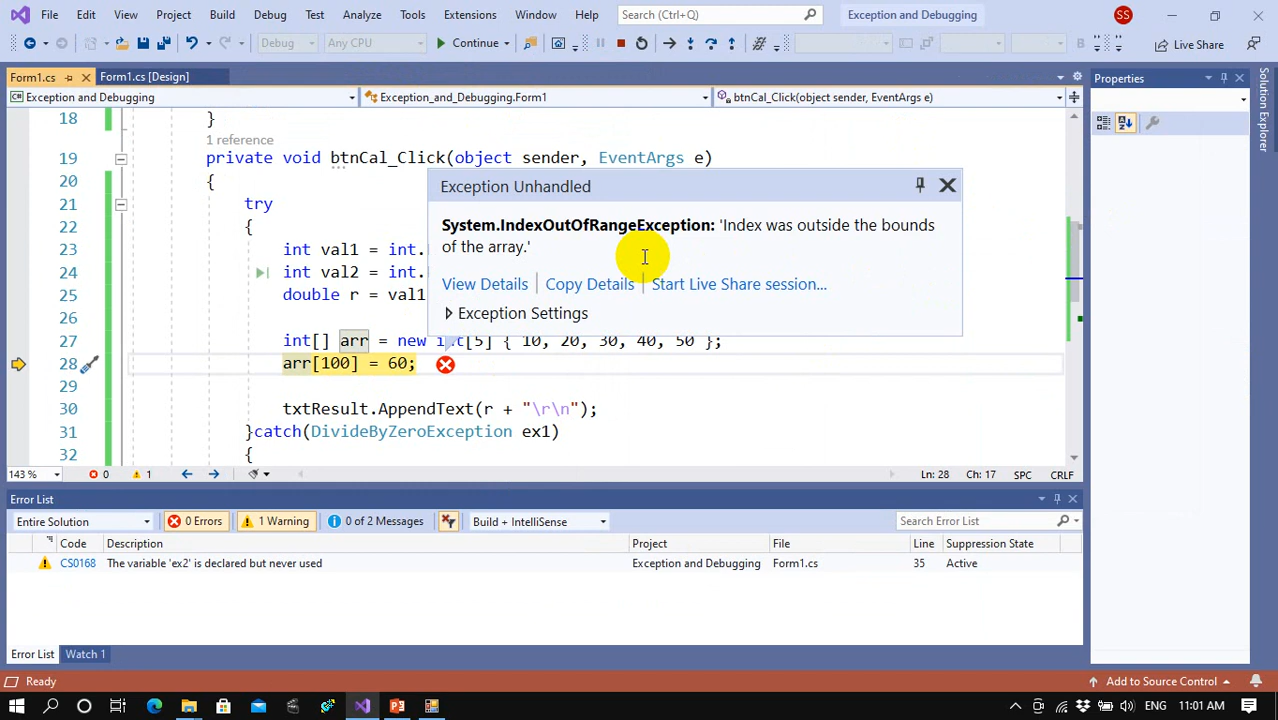 File Edit View Project Build Debug Test Analyze Tools Extensions Window Help Search (Ctrl+Q) Exception and Debugging SS
Debug Any CPU Continue Live Share
Form1.cs Form1.cs [Design] Properties
Exception and Debugging Exception_and_Debugging.Form1 btnCal_Click(object sender, EventArgs e)
18 }
1 reference
19 private void btnCal_Click(object sender, EventArgs e)
20 {
21 try
22 {
23 int val1 = int.
24 int val2 = int.
25 double r = val1
26
27 int[] arr = new int[5] { 10, 20, 30, 40, 50 };
28 arr[100] = 60;
29
30 txtResult.AppendText(r + "\r\n");
31 }catch(DivideByZeroException ex1)
32 {
Exception Unhandled
System.IndexOutOfRangeException: 'Index was outside the bounds
of the array.'
View Details Copy Details Start Live Share session...
Exception Settings
143 % 0 1 Ln: 28 Ch: 17 SPC CRLF
Error List
Entire Solution 0 Errors 1 Warning 0 of 2 Messages Build + IntelliSense Search Error List
Code Description Project File Line Suppression State
CS0168 The variable 'ex2' is declared but never used Exception and Debugging Form1.cs 35 Active
Error List Watch 1
Ready Add to Source Control
11:01 AM
Solution Explorer